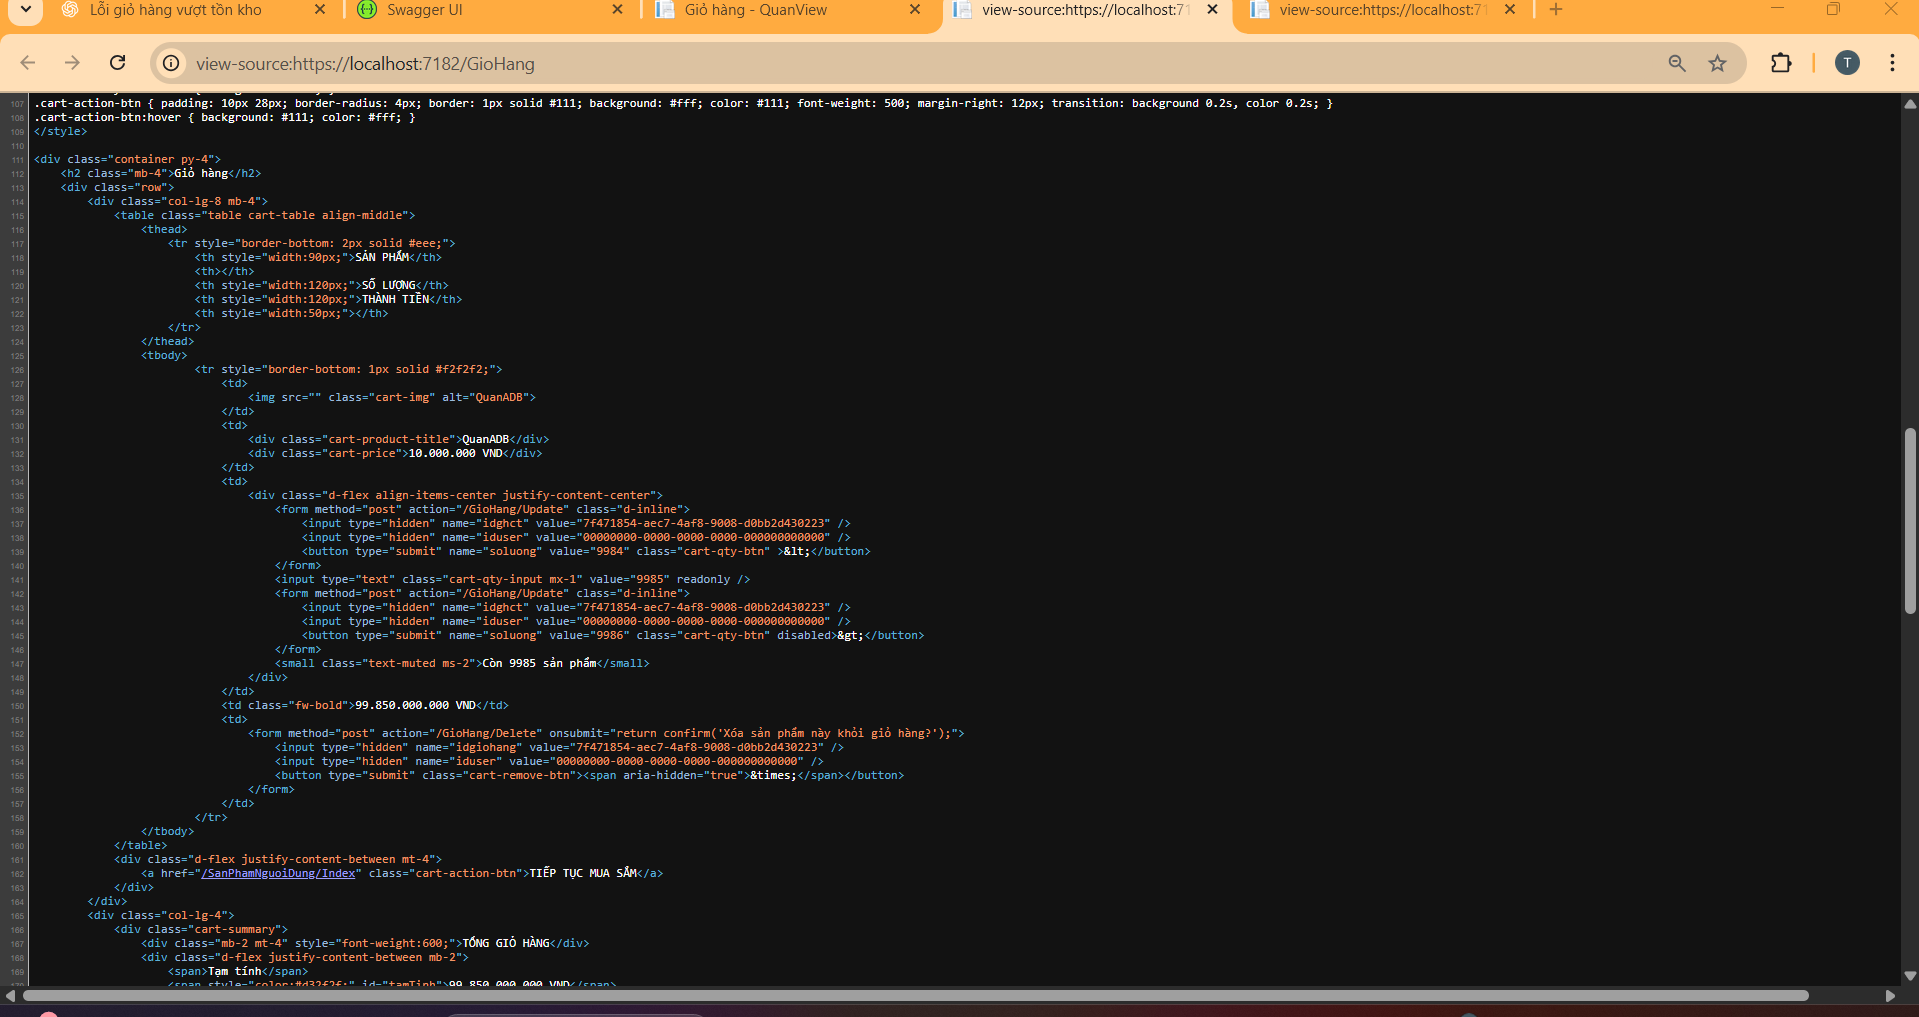 Lỗi giỏ hàng vượt tồn kho
Swagger UI
Giỏ hàng - QuanView
view-source:https://localhost:71
view-source:https://localhost:71
view-source:https://localhost:7182/GioHang
T
107 .cart-action-btn { padding: 10px 28px; border-radius: 4px; border: 1px solid #111; background: #fff; color: #111; font-weight: 500; margin-right: 12px; transition: background 0.2s, color 0.2s; }
108 .cart-action-btn:hover { background: #111; color: #fff; }
109 </style>
110
111 <div class="container py-4">
112 <h2 class="mb-4">Giỏ hàng</h2>
113 <div class="row">
114 <div class="col-lg-8 mb-4">
115 <table class="table cart-table align-middle">
116 <thead>
117 <tr style="border-bottom: 2px solid #eee;">
118 <th style="width:90px;">SẢN PHẨM</th>
119 <th></th>
120 <th style="width:120px;">SỐ LƯỢNG</th>
121 <th style="width:120px;">THÀNH TIỀN</th>
122 <th style="width:50px;"></th>
123 </tr>
124 </thead>
125 <tbody>
126 <tr style="border-bottom: 1px solid #f2f2f2;">
127 <td>
128 <img src="" class="cart-img" alt="QuanADB">
129 </td>
130 <td>
131 <div class="cart-product-title">QuanADB</div>
132 <div class="cart-price">10.000.000 VND</div>
133 </td>
134 <td>
135 <div class="d-flex align-items-center justify-content-center">
136 <form method="post" action="/GioHang/Update" class="d-inline">
137 <input type="hidden" name="idghct" value="7f471854-aec7-4af8-9008-d0bb2d430223" />
138 <input type="hidden" name="iduser" value="00000000-0000-0000-0000-000000000000" />
139 <button type="submit" name="soluong" value="9984" class="cart-qty-btn" >&lt;</button>
140 </form>
141 <input type="text" class="cart-qty-input mx-1" value="9985" readonly />
142 <form method="post" action="/GioHang/Update" class="d-inline">
143 <input type="hidden" name="idghct" value="7f471854-aec7-4af8-9008-d0bb2d430223" />
144 <input type="hidden" name="iduser" value="00000000-0000-0000-0000-000000000000" />
145 <button type="submit" name="soluong" value="9986" class="cart-qty-btn" disabled>&gt;</button>
146 </form>
147 <small class="text-muted ms-2">Còn 9985 sản phẩm</small>
148 </div>
149 </td>
150 <td class="fw-bold">99.850.000.000 VND</td>
151 <td>
152 <form method="post" action="/GioHang/Delete" onsubmit="return confirm('Xóa sản phẩm này khỏi giỏ hàng?');">
153 <input type="hidden" name="idgiohang" value="7f471854-aec7-4af8-9008-d0bb2d430223" />
154 <input type="hidden" name="iduser" value="00000000-0000-0000-0000-000000000000" />
155 <button type="submit" class="cart-remove-btn"><span aria-hidden="true">&times;</span></button>
156 </form>
157 </td>
158 </tr>
159 </tbody>
160 </table>
161 <div class="d-flex justify-content-between mt-4">
162 <a href="/SanPhamNguoiDung/Index" class="cart-action-btn">TIẾP TỤC MUA SẮM</a>
163 </div>
164 </div>
165 <div class="col-lg-4">
166 <div class="cart-summary">
167 <div class="mb-2 mt-4" style="font-weight:600;">TỔNG GIỎ HÀNG</div>
168 <div class="d-flex justify-content-between mb-2">
169 <span>Tạm tính</span>
<span style="color:#d32f2f;" id="tamTinh">99.850.000.000 VND</span>